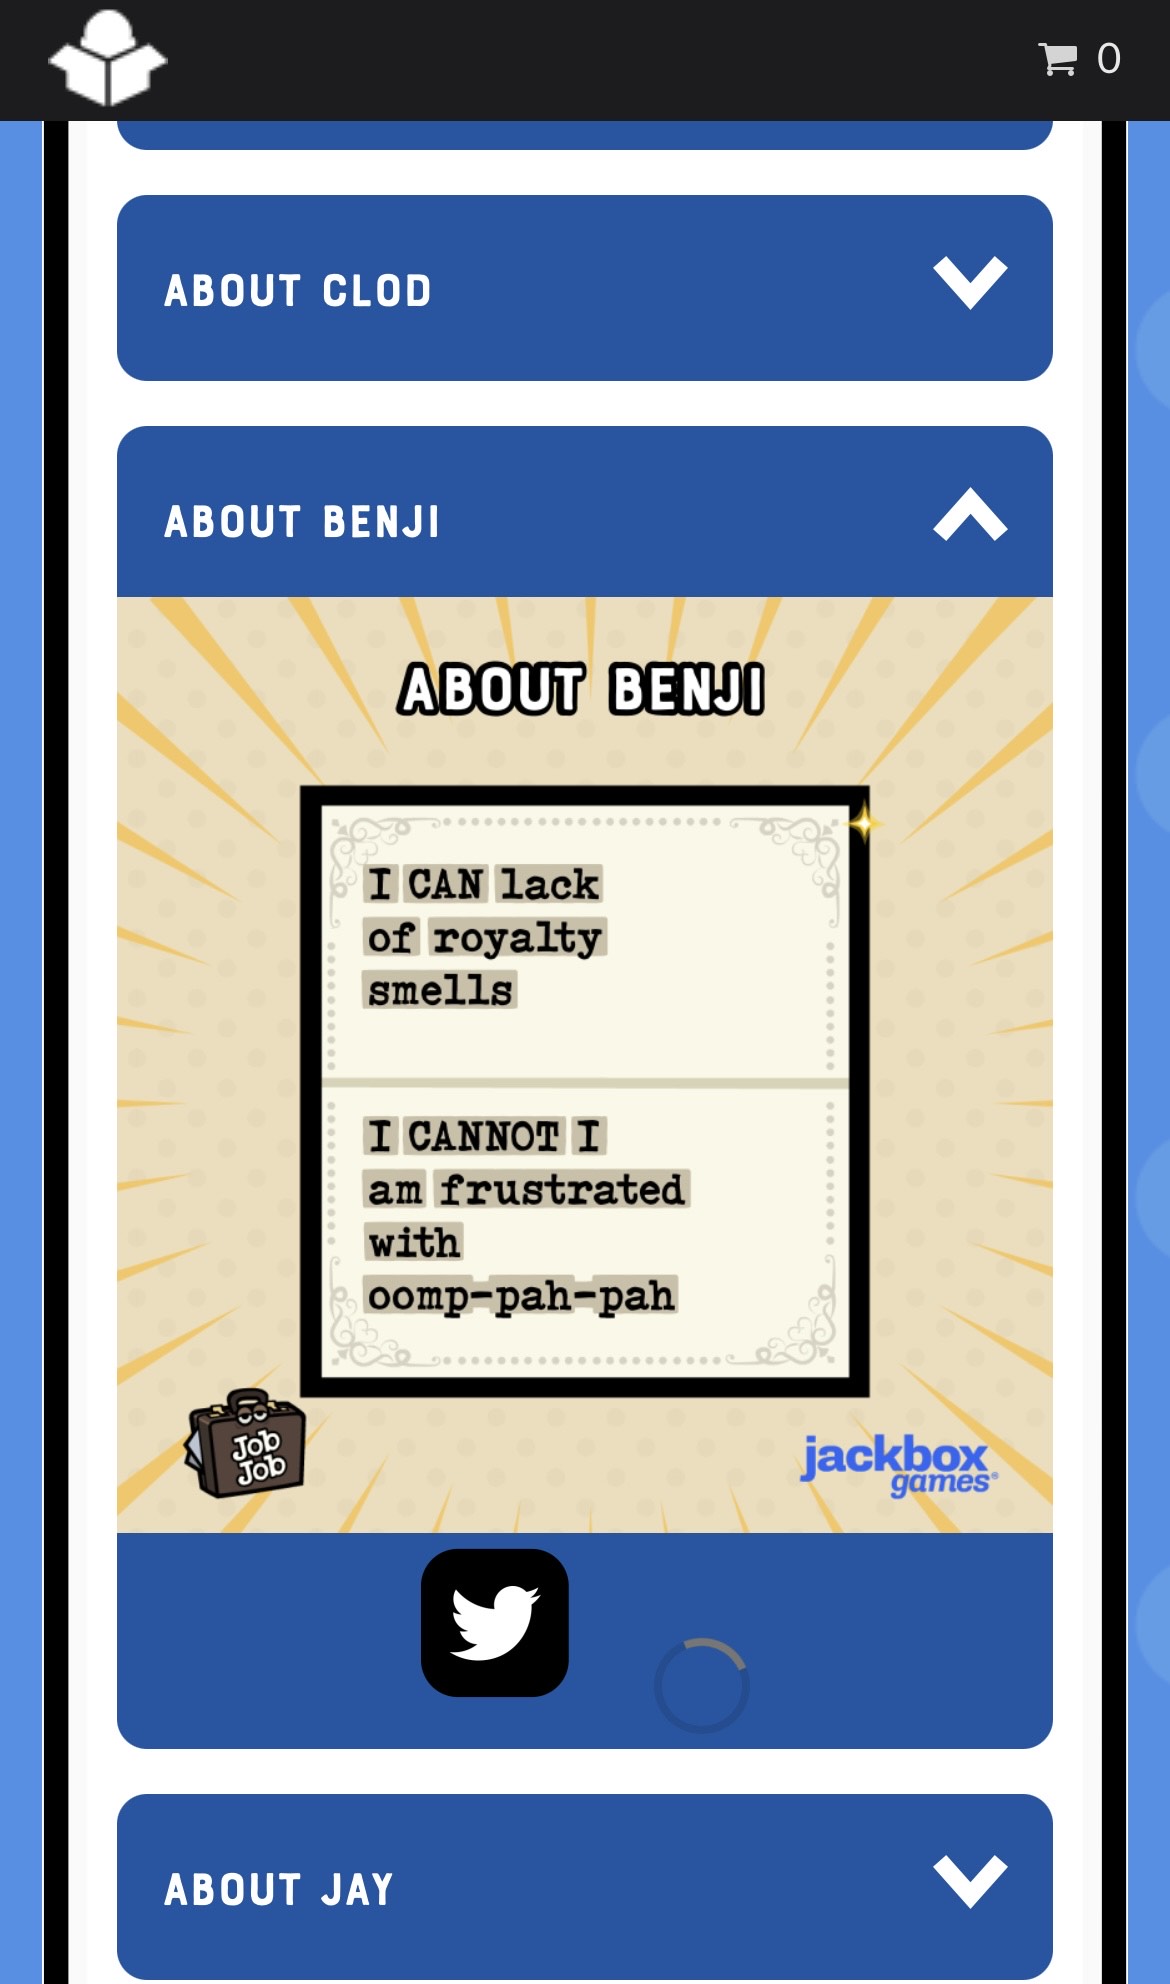 0
ABOUT CLOD
ABOUT BENJI
ABOUT BENJI
I CAN lack
of royalty
smells
I CANNOT I
am frustrated
with
oomp-pah-pah
Job
Job
jackbox
games®
ABOUT JAY